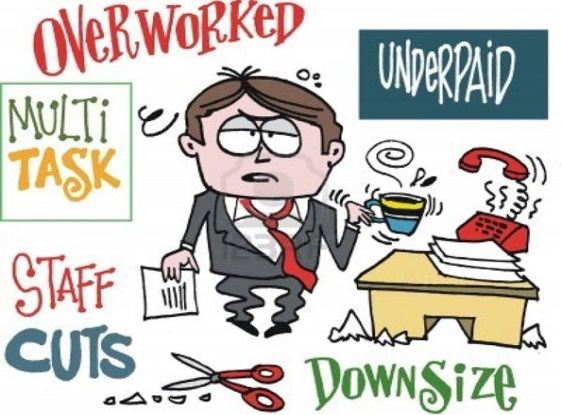 OVERWORKED
UNDERPAID
MULTI
TASK
STAFF
CUTS
DOWNSIZE